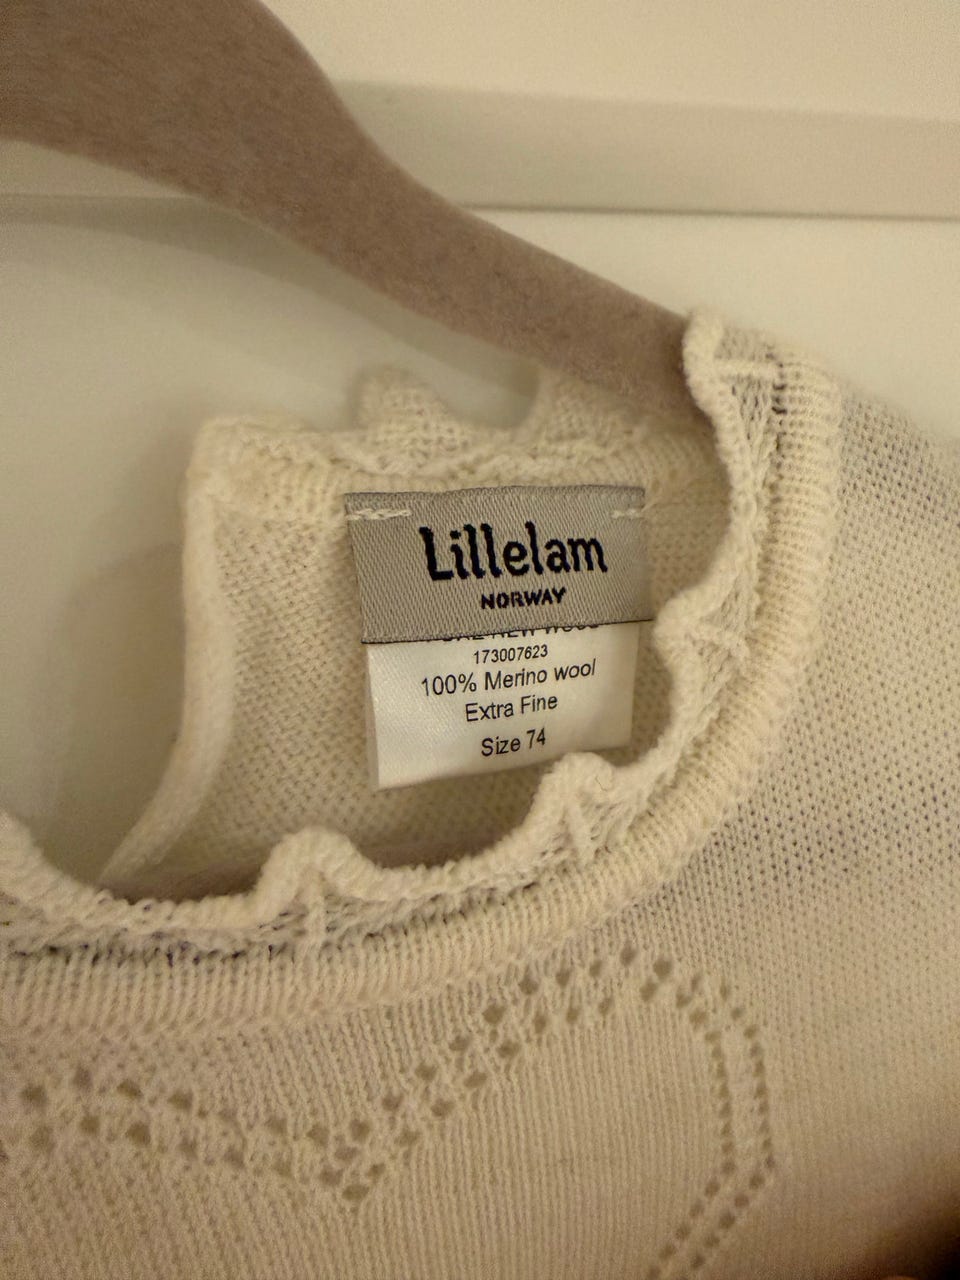 Lillelam
NORWAY
173007623
100% Merino wool
Extra Fine
Size 74